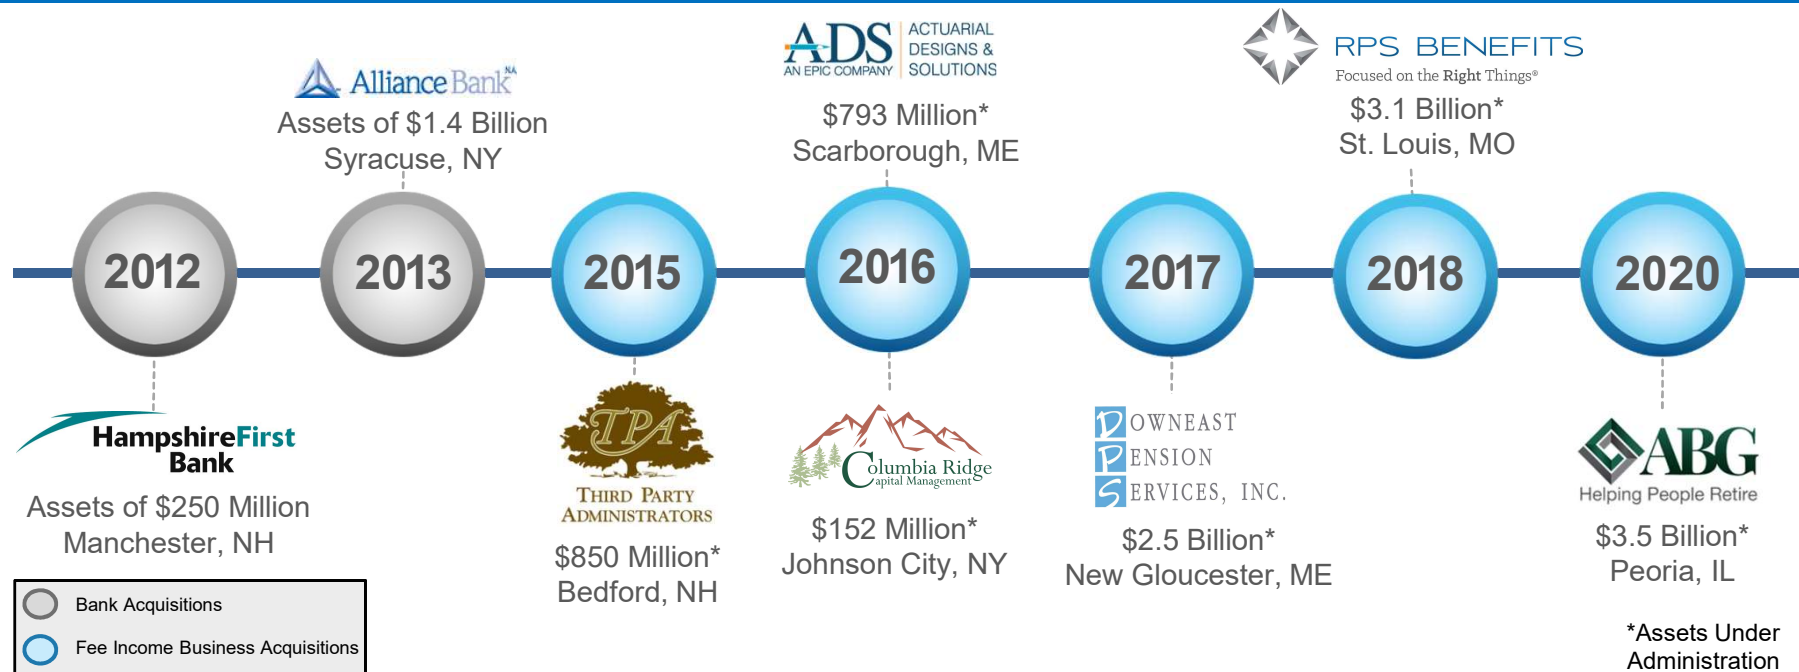 Alliance Bank NA
Assets of $1.4 Billion
Syracuse, NY
ADS
AN EPIC COMPANY
ACTUARIAL
DESIGNS &
SOLUTIONS
$793 Million*
Scarborough, ME
RPS BENEFITS
Focused on the Right Things®
$3.1 Billion*
St. Louis, MO
2012
2013
2015
2016
2017
2018
2020
HampshireFirst
Bank
Assets of $250 Million
Manchester, NH
TPA
THIRD PARTY
ADMINISTRATORS
$850 Million*
Bedford, NH
Columbia Ridge
Capital Management
$152 Million*
Johnson City, NY
DOWNEAST
PENSION
SERVICES, INC.
$2.5 Billion*
New Gloucester, ME
ABG
Helping People Retire
$3.5 Billion*
Peoria, IL
Bank Acquisitions
Fee Income Business Acquisitions
*Assets Under
Administration